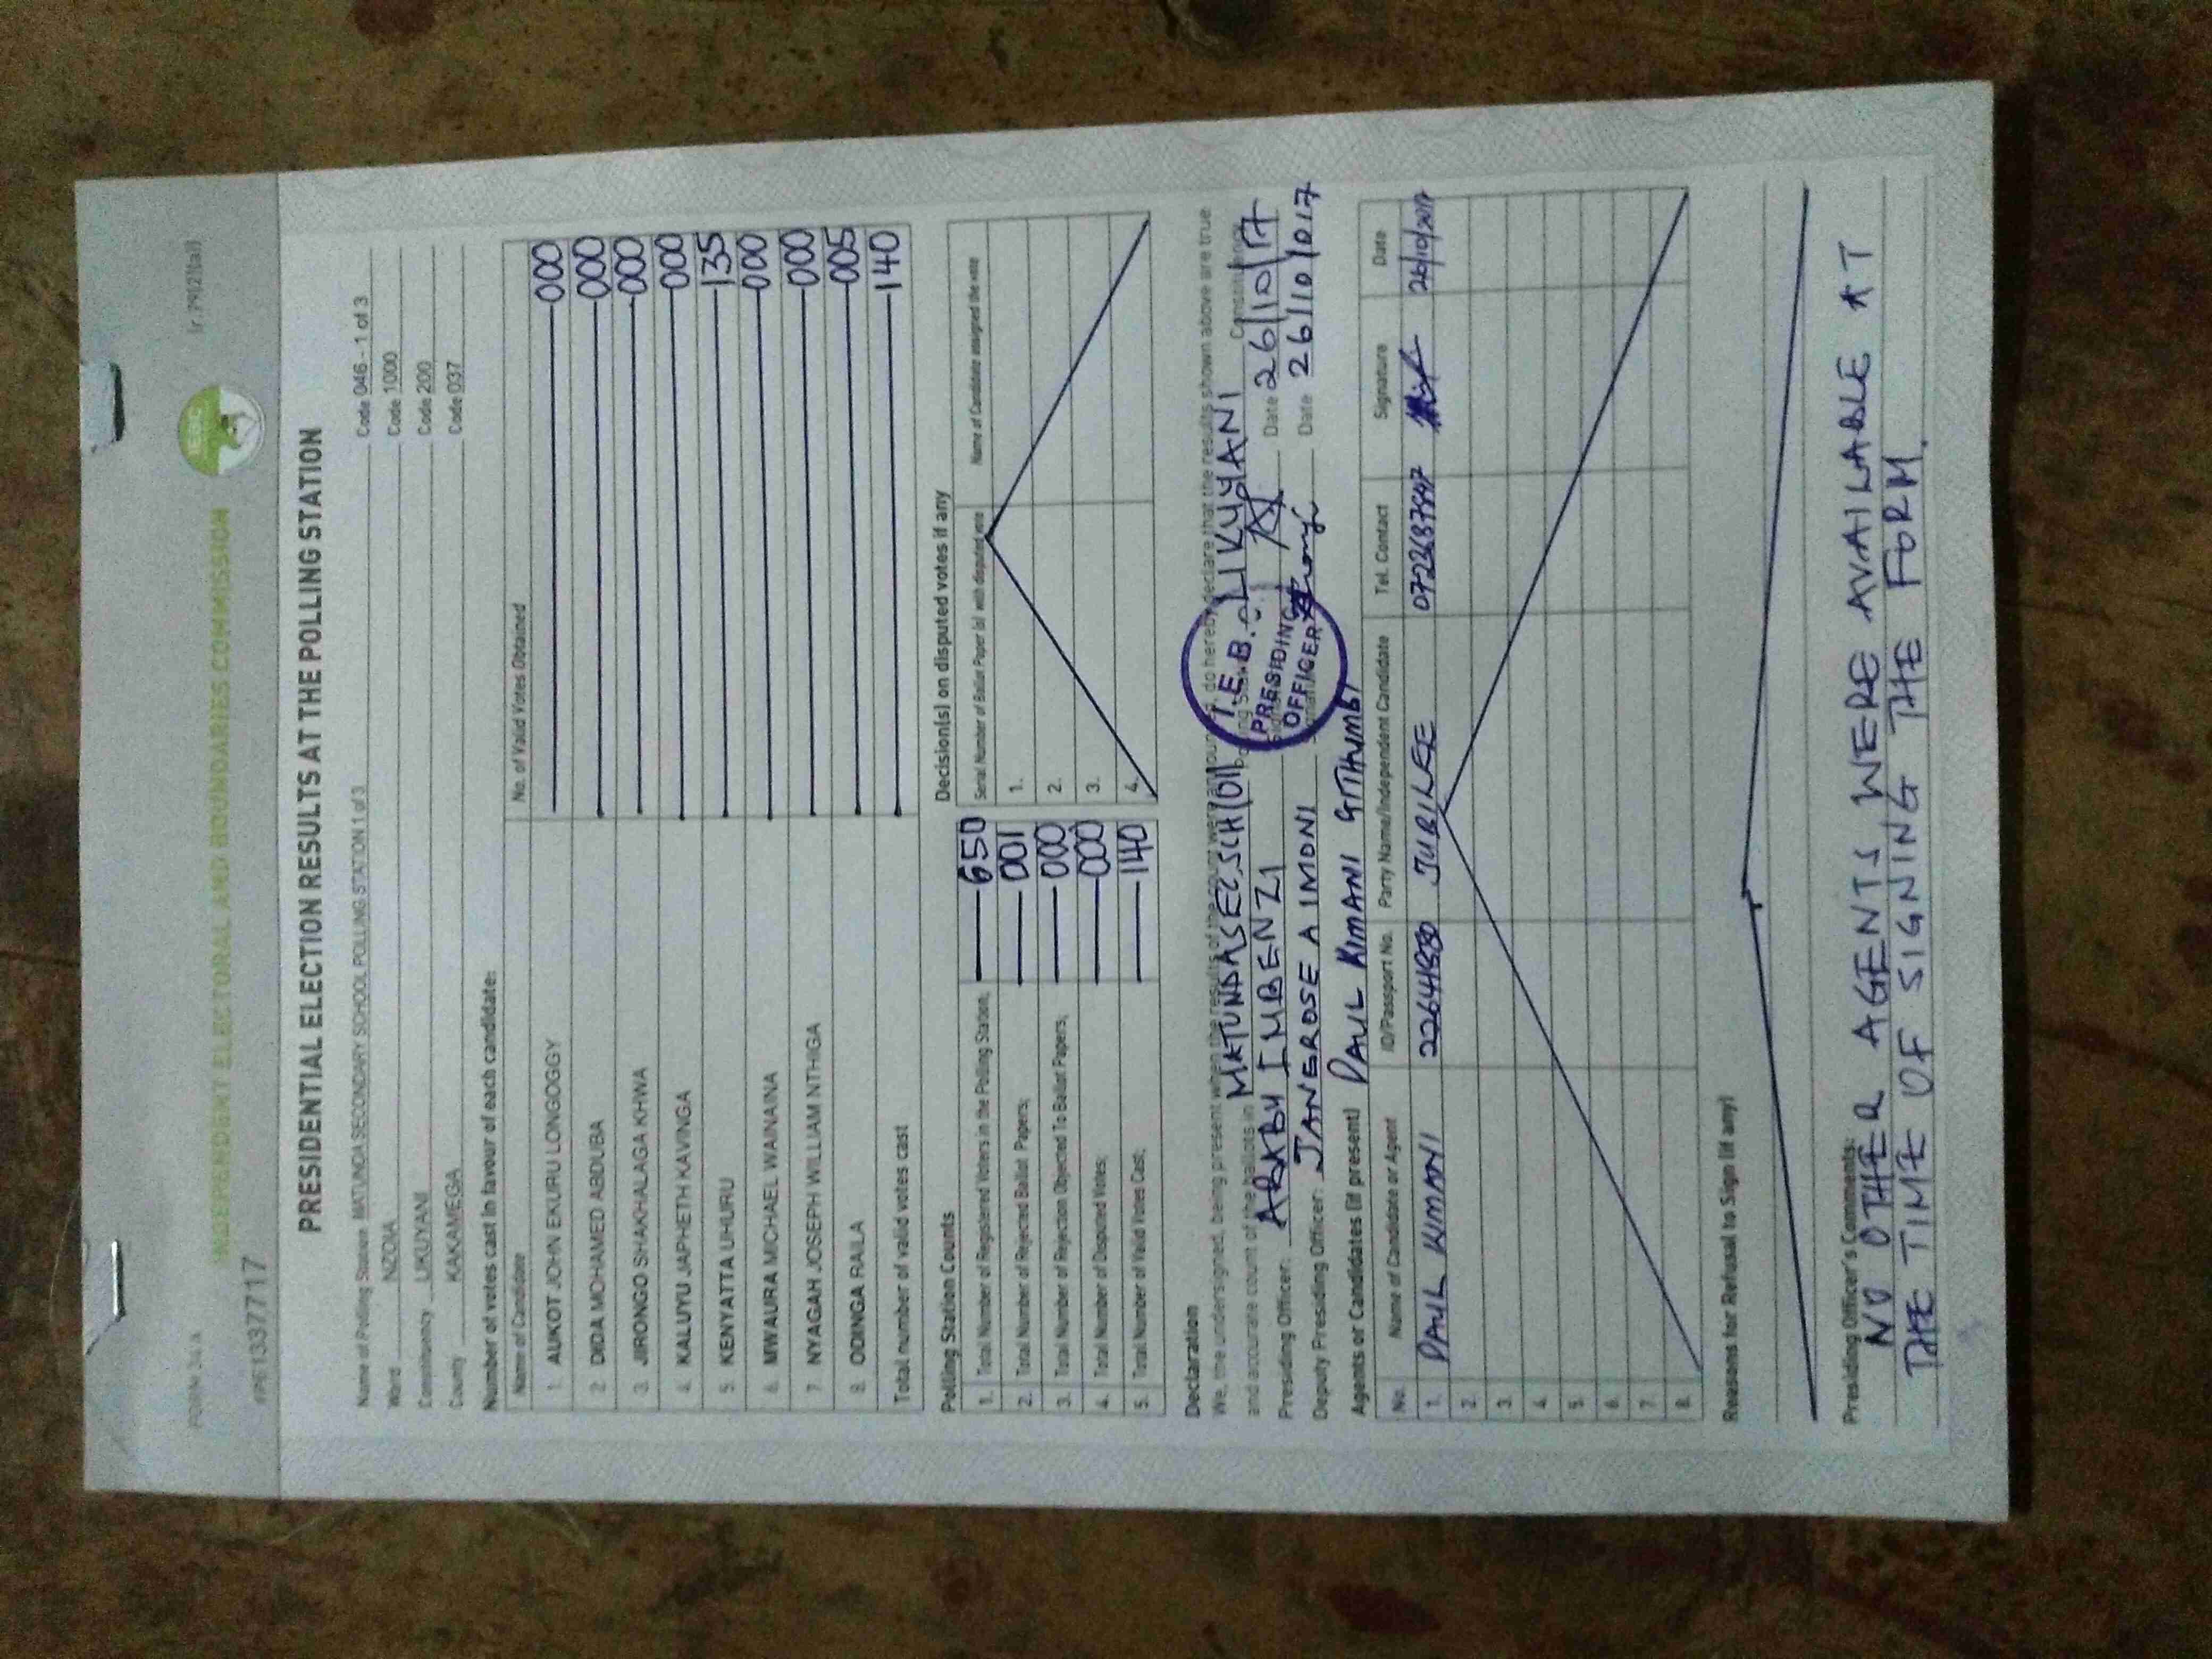 FORM 34A
#PE1337717
(r.79(2)(a))
INDEPENDENT ELECTORAL AND BOUNDARIES COMMISSION
IEBC
PRESIDENTIAL ELECTION RESULTS AT THE POLLING STATION
Name of Polling Station MATUNDA SECONDARY SCHOOL POLLING STATION 1 of 3 Code 046 - 1 of 3
Ward NZOIA Code 1000
Constituency LIKUYANI Code 200
County KAKAMEGA Code 037
Number of votes cast in favour of each candidate:
Name of Candidate No. of Valid Votes Obtained
1. AUKOT JOHN EKURU LONGOGGY 000
2. DIDA MOHAMED ABDUBA 000
3. JIRONGO SHAKHALAGA KHWA 000
4. KALUYU JAPHETH KAVINGA 000
5. KENYATTA UHURU 135
6. MWAURA MICHAEL WAINAINA 000
7. NYAGAH JOSEPH WILLIAM NTHIGA 000
8. ODINGA RAILA 005
Total number of valid votes cast 140
Polling Station Counts
1. Total Number of Registered Voters in the Polling Station; 650
2. Total Number of Rejected Ballot Papers; 001
3. Total Number of Rejection Objected To Ballot Papers; 000
4. Total Number of Disputed Votes; 000
5. Total Number of Valid Votes Cast; 140
Decision(s) on disputed votes if any
Serial Number of Ballot Paper (s) with disputed vote Name of Candidate assigned the vote
1.
2.
3.
4.
Declaration
We, the undersigned, being present when the results of the count were announced, do hereby declare that the results shown above are true
and accurate count of the ballots in MATUNDA SEC SCH (01) Polling Station LIKUYANI Constituency
Presiding Officer: ARABY IMBENZI Date 26/10/17
Deputy Presiding Officer: JANEROSE A IMONI Date 26/10/017
I.E.B.C.
PRESIDING
OFFICER
Agents or Candidates (if present) PAUL KIMANI GITHUMBI
No. Name of Candidate or Agent ID/Passport No. Party Name/Independent Candidate Tel. Contact Signature Date
1. PAUL KIMANI JUBILEE 26/10/2017
2.
3.
4.
5.
6.
7.
8.
Reasons for Refusal to Sign (if any)
Presiding Officer's Comments:
NO OTHER AGENTS WERE AVAILABLE AT
THE TIME OF SIGNING THE FORM.